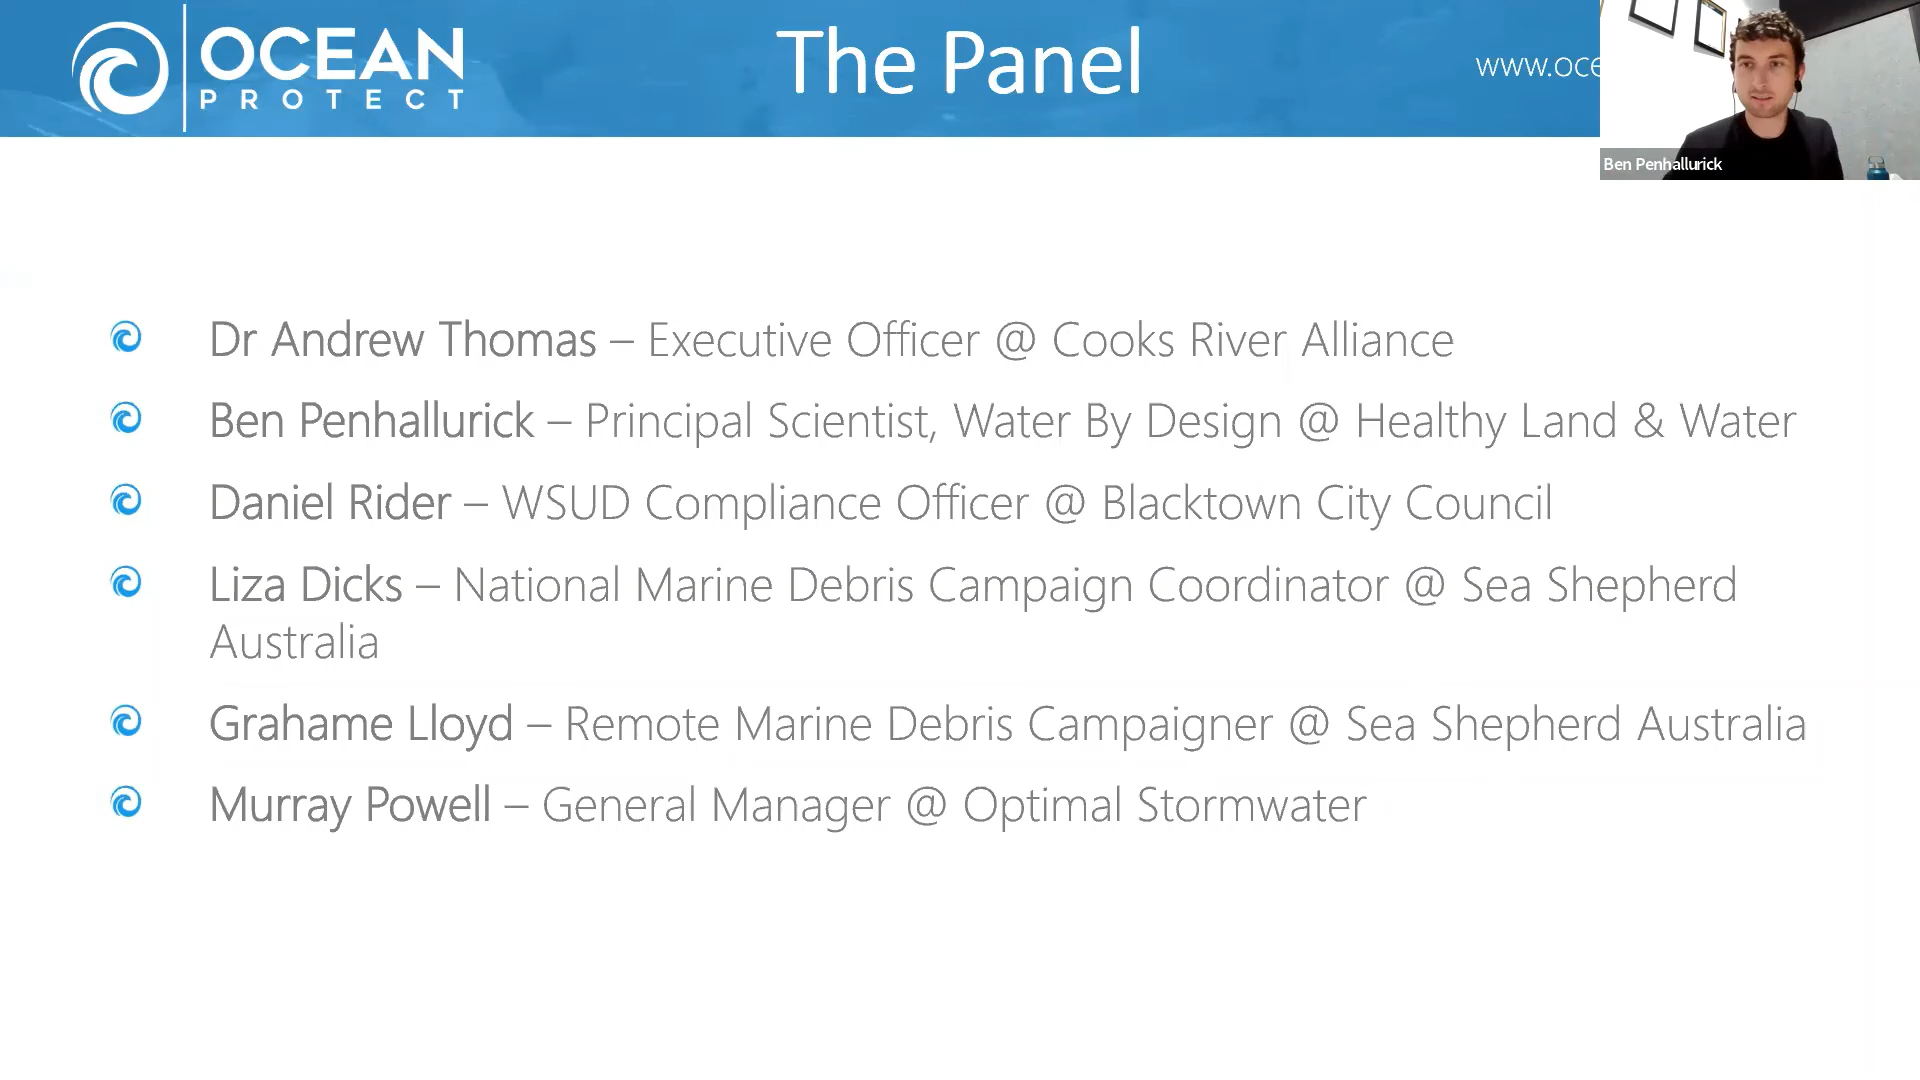 OCEAN
PROTECT
The Panel
www.oce
Ben Penhallurick
Dr Andrew Thomas – Executive Officer @ Cooks River Alliance
Ben Penhallurick – Principal Scientist, Water By Design @ Healthy Land & Water
Daniel Rider – WSUD Compliance Officer @ Blacktown City Council
Liza Dicks – National Marine Debris Campaign Coordinator @ Sea Shepherd
Australia
Grahame Lloyd – Remote Marine Debris Campaigner @ Sea Shepherd Australia
Murray Powell – General Manager @ Optimal Stormwater